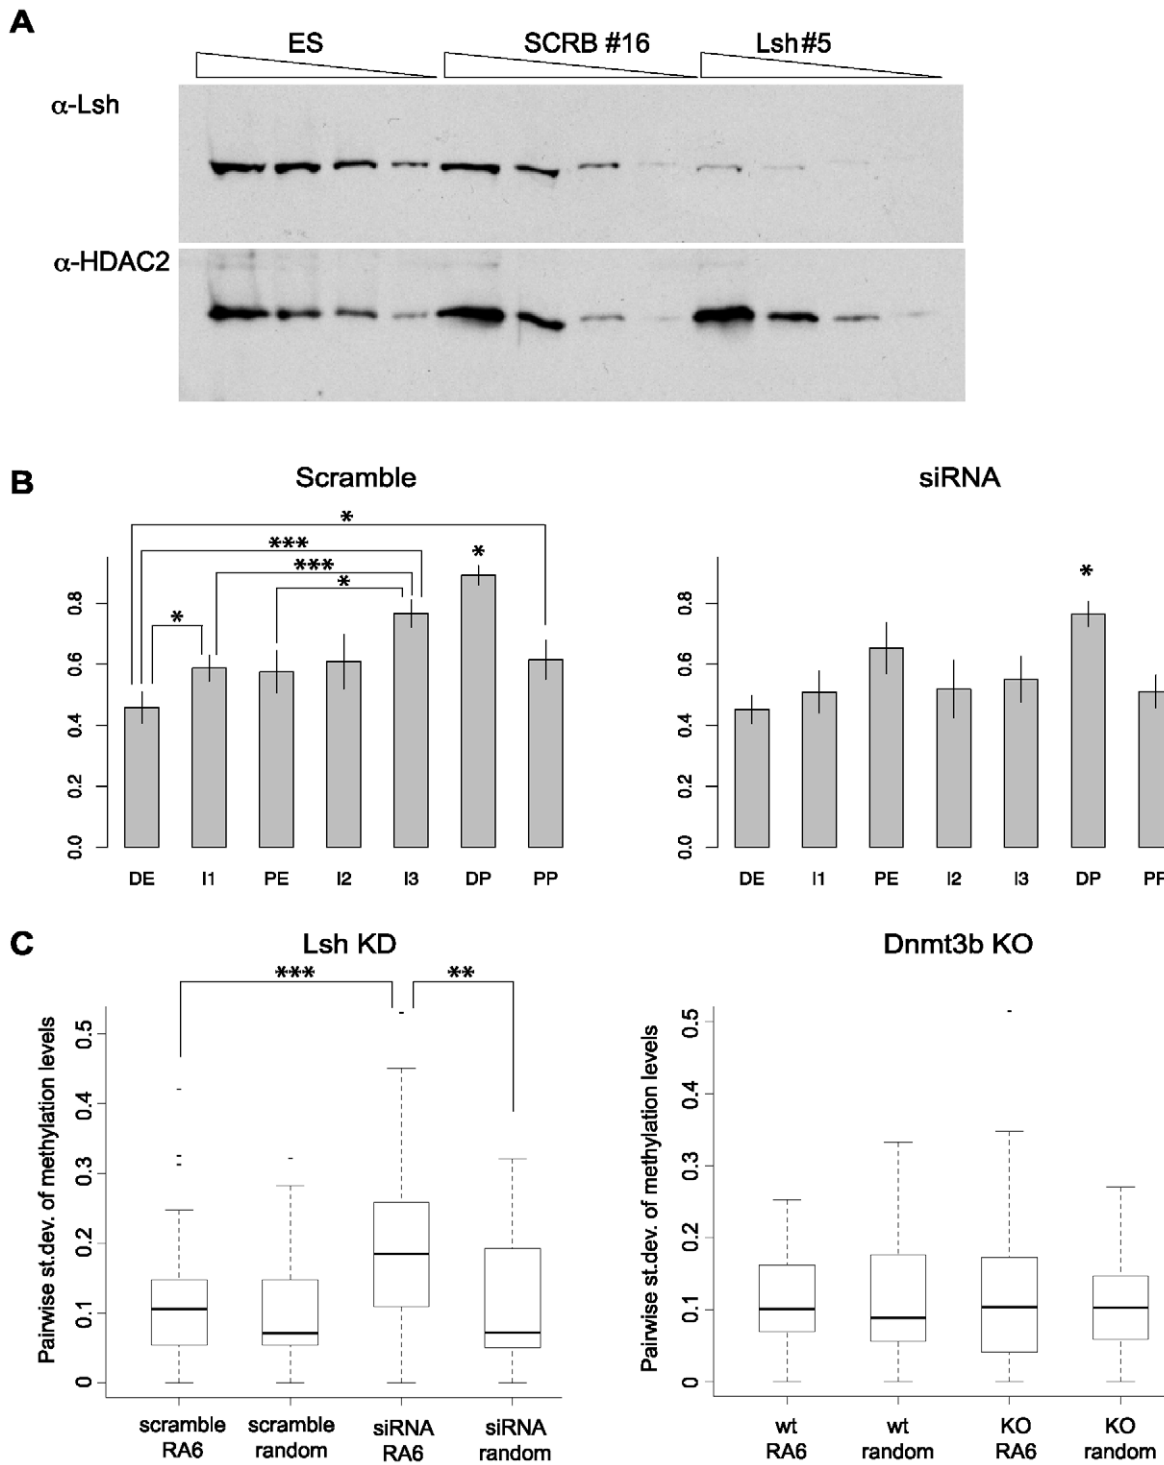 A
ES
SCRB #16
Lsh#5
α-Lsh
α-HDAC2
B
Scramble
siRNA
*
***
*
***
*
*
*
0.8
0.6
0.4
0.2
0.0
DE I1 PE I2 I3 DP PP
0.8
0.6
0.4
0.2
0.0
DE I1 PE I2 I3 DP PP
C
Lsh KD
Dnmt3b KO
***
**
Pairwise st.dev. of methylation levels
0.5
0.4
0.3
0.2
0.1
0
scramble RA6
scramble random
siRNA RA6
siRNA random
Pairwise st.dev. of methylation levels
0.5
0.4
0.3
0.2
0.1
0
wt RA6
wt random
KO RA6
KO random